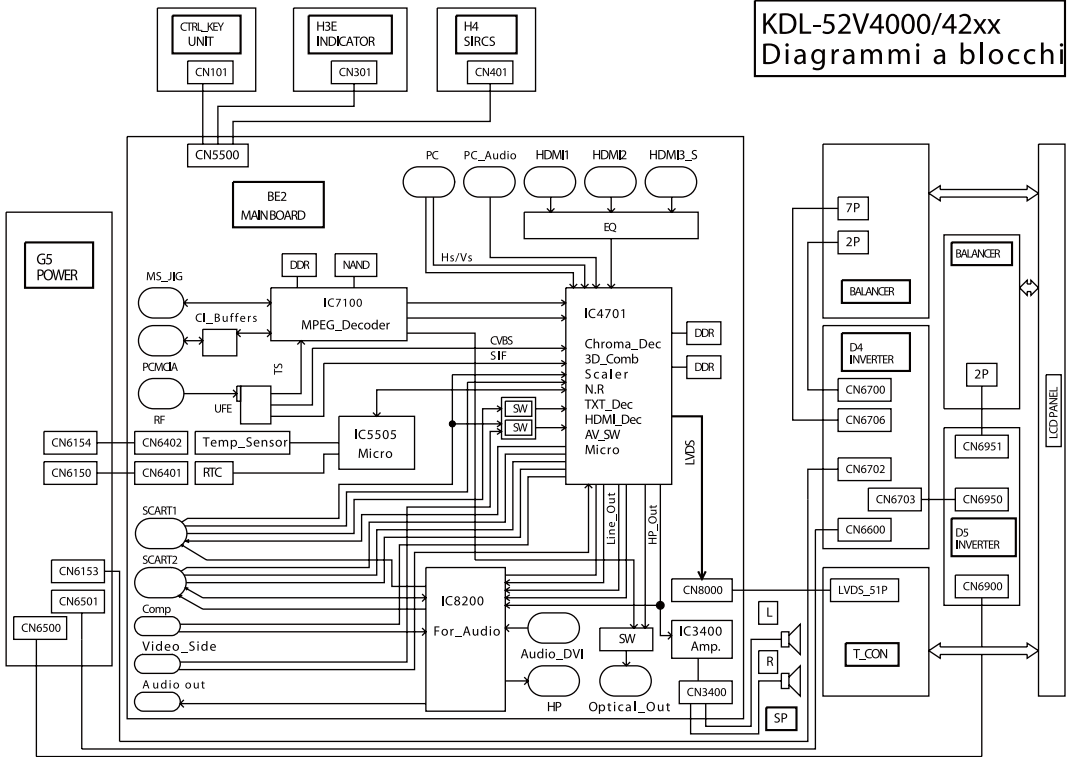 KDL-52V4000/42xx
Diagrammi a blocchi
CTRL_KEY
UNIT
CN101
H3E
INDICATOR
CN301
H4
SIRCS
CN401
CN5500
BE2
MAIN BOARD
PC
PC_Audio
HDMI1
HDMI2
HDMI3_S
EQ
Hs/Vs
G5
POWER
MS_JIG
CI_Buffers
PCMCIA
RF
UFE
TS
DDR
NAND
IC7100
MPEG_Decoder
CVBS
SIF
IC4701
Chroma_Dec
3D_Comb
Scaler
N.R
TXT_Dec
HDMI_Dec
AV_SW
Micro
DDR
DDR
SW
SW
LVDS
CN6154
CN6402
Temp_Sensor
IC5505
Micro
CN6150
CN6401
RTC
SCART1
SCART2
Comp
Video_Side
Audio out
CN6153
CN6501
CN6500
Line_Out
HP_Out
IC8200
For_Audio
Audio_DVI
HP
SW
Optical_Out
CN8000
IC3400
Amp.
CN3400
L
R
SP
7P
2P
BALANCER
D4
INVERTER
CN6700
CN6706
CN6702
CN6703
CN6600
LVDS_51P
T_CON
BALANCER
2P
CN6951
CN6950
D5
INVERTER
CN6900
LCD PANEL